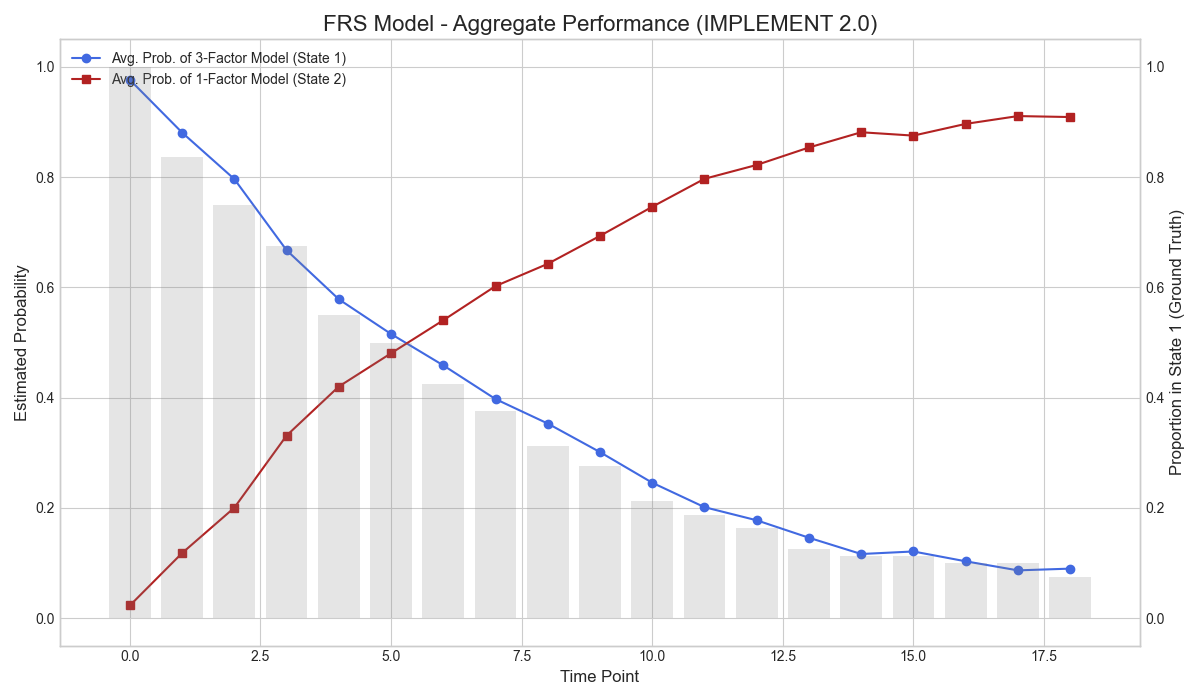 FRS Model - Aggregate Performance (IMPLEMENT 2.0)
Avg. Prob. of 3-Factor Model (State 1)
Avg. Prob. of 1-Factor Model (State 2)
1.0
0.8
0.6
0.4
0.2
0.0
Estimated Probability
1.0
0.8
0.6
0.4
0.2
0.0
Proportion in State 1 (Ground Truth)
0.0 2.5 5.0 7.5 10.0 12.5 15.0 17.5
Time Point